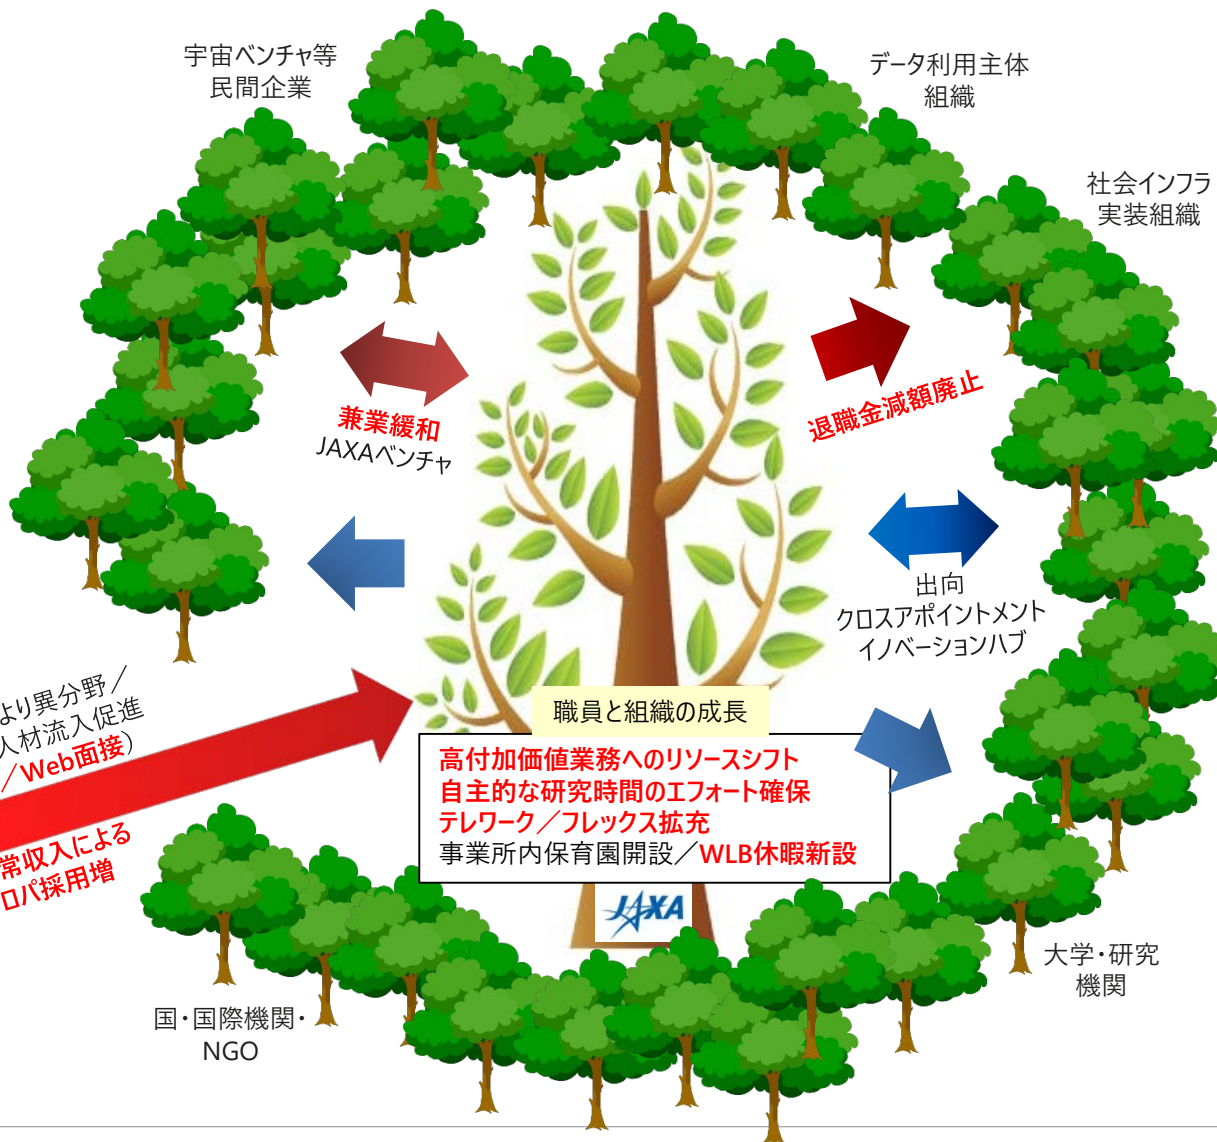 宇宙ベンチャ等
民間企業
データ利用主体
組織
社会インフラ
実装組織
兼業緩和
JAXAベンチャ
退職金減額廃止
出向
クロスアポイントメント
イノベーションハブ
より異分野／
人材流入促進
／Web面接）
常収入による
ロパ採用増
職員と組織の成長
高付加価値業務へのリソースシフト
自主的な研究時間のエフォート確保
テレワーク／フレックス拡充
事業所内保育園開設／WLB休暇新設
JAXA
大学・研究
機関
国・国際機関・
NGO